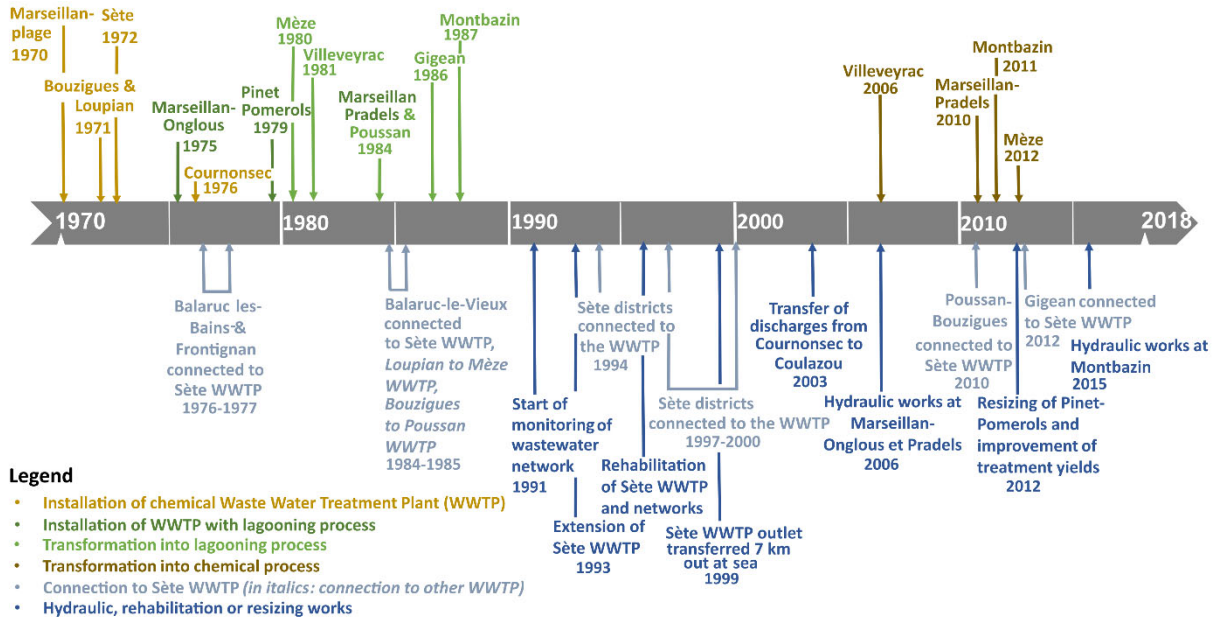 Marseillan-
plage
1970
Sète
1972
Bouzigues &
Loupian
1971
Marseillan-
Onglous
1975
Cournonsec
1976
Pinet
Pomerols
1979
Mèze
1980
Villeveyrac
1981
Marseillan
Pradels &
Poussan
1984
Gigean
1986
Montbazin
1987
Villeveyrac
2006
Marseillan-
Pradels
2010
Montbazin
2011
Mèze
2012
1970
1980
1990
2000
2010
2018
Balaruc les-
Bains-&
Frontignan
connected to
Sète WWTP
1976-1977
Balaruc-le-Vieux
connected
to Sète WWTP,
Loupian to Mèze
WWTP,
Bouzigues
to Poussan
WWTP
1984-1985
Start of
monitoring of
wastewater
network
1991
Extension of
Sète WWTP
1993
Sète districts
connected to
the WWTP
1994
Rehabilitation
of Sète WWTP
and networks
Sète districts
connected to the WWTP
1997-2000
Sète WWTP outlet
transferred 7 km
out at sea
1999
Transfer of
discharges from
Cournonsec to
Coulazou
2003
Hydraulic works at
Marseillan-
Onglous et Pradels
2006
Poussan-
Bouzigues
connected to
Sète WWTP
2010
Resizing of Pinet-
Pomerols and
improvement of
treatment yields
2012
Gigean connected
to Sète WWTP
2012
Hydraulic works at
Montbazin
2015
Legend
• Installation of chemical Waste Water Treatment Plant (WWTP)
• Installation of WWTP with lagooning process
• Transformation into lagooning process
• Transformation into chemical process
• Connection to Sète WWTP (in italics: connection to other WWTP)
• Hydraulic, rehabilitation or resizing works